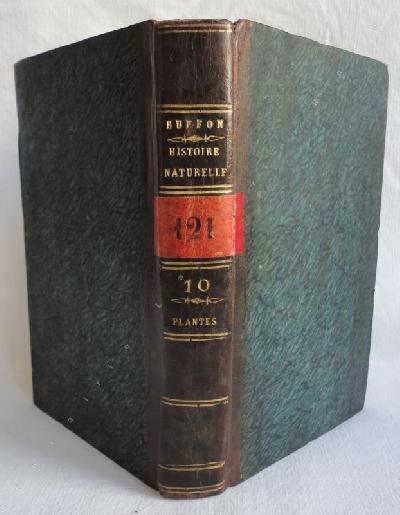 BUFFON
HISTOIRE
NATURELLE
121
10
PLANTES